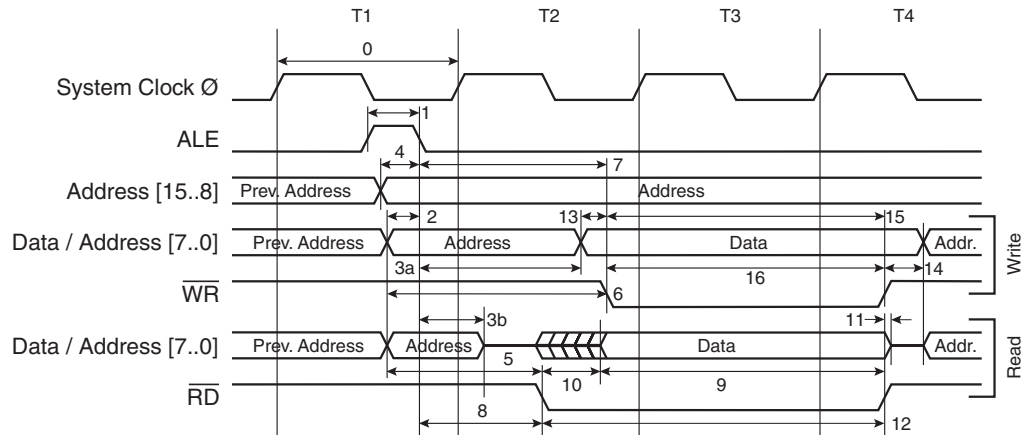 T1 T2 T3 T4
0
System Clock Ø
1
ALE
4 7
Address [15..8] Prev. Address Address
2 13 15
Data / Address [7..0] Prev. Address Address Data Addr.
3a 16 14
WR 6
Write
3b 11
Data / Address [7..0] Prev. Address Address Data Addr.
5 10 9
RD
Read
8 12